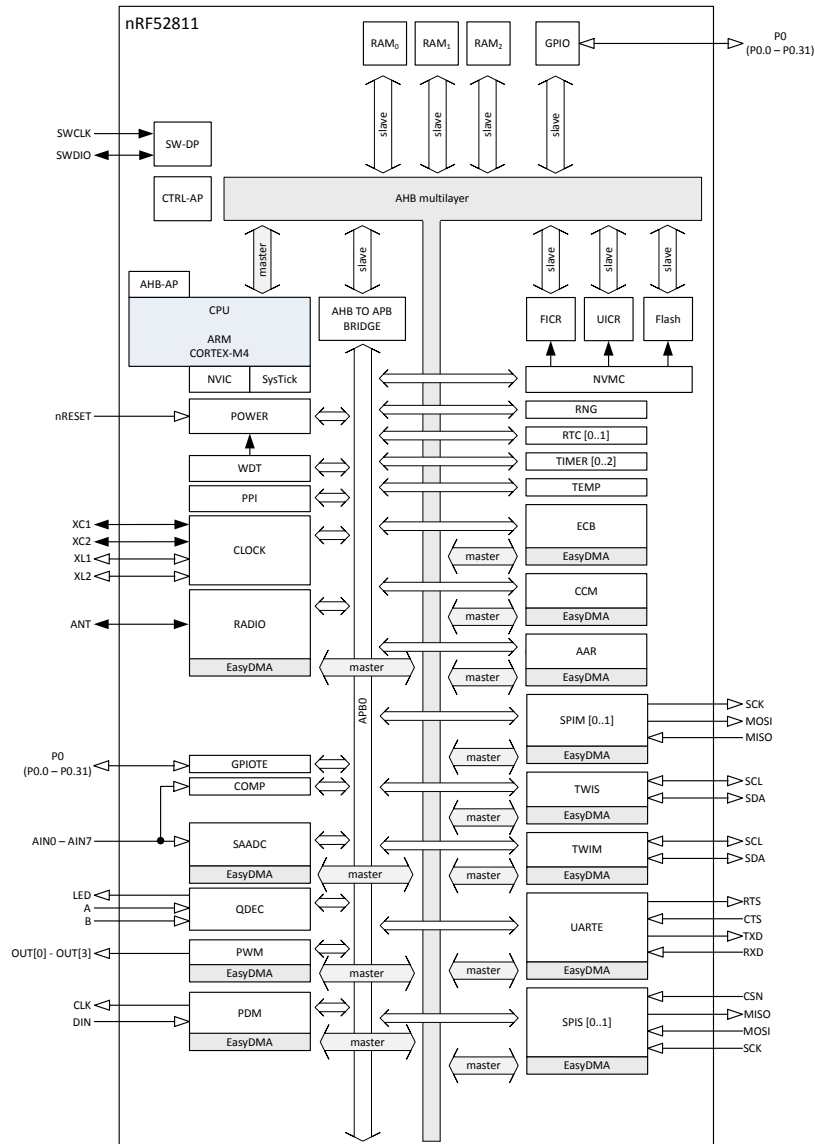 nRF52811
RAM0
RAM1
RAM2
GPIO
P0
(P0.0 – P0.31)
slave
slave
slave
slave
SWCLK
SWDIO
SW-DP
CTRL-AP
AHB multilayer
master
slave
slave
slave
slave
AHB-AP
CPU
ARM
CORTEX-M4
NVIC
SysTick
AHB TO APB
BRIDGE
FICR
UICR
Flash
NVMC
nRESET
POWER
RNG
RTC [0..1]
WDT
TIMER [0..2]
PPI
TEMP
XC1
XC2
XL1
XL2
CLOCK
ECB
master
EasyDMA
ANT
RADIO
CCM
master
EasyDMA
AAR
EasyDMA
master
master
EasyDMA
APB0
SPIM [0..1]
SCK
MOSI
MISO
master
EasyDMA
P0
(P0.0 – P0.31)
GPIOTE
COMP
TWIS
SCL
SDA
master
EasyDMA
AIN0 – AIN7
SAADC
TWIM
SCL
SDA
EasyDMA
master
master
EasyDMA
LED
A
B
QDEC
UARTE
RTS
CTS
TXD
RXD
OUT[0] - OUT[3]
PWM
EasyDMA
master
master
EasyDMA
CLK
DIN
PDM
SPIS [0..1]
CSN
MISO
MOSI
SCK
EasyDMA
master
master
EasyDMA